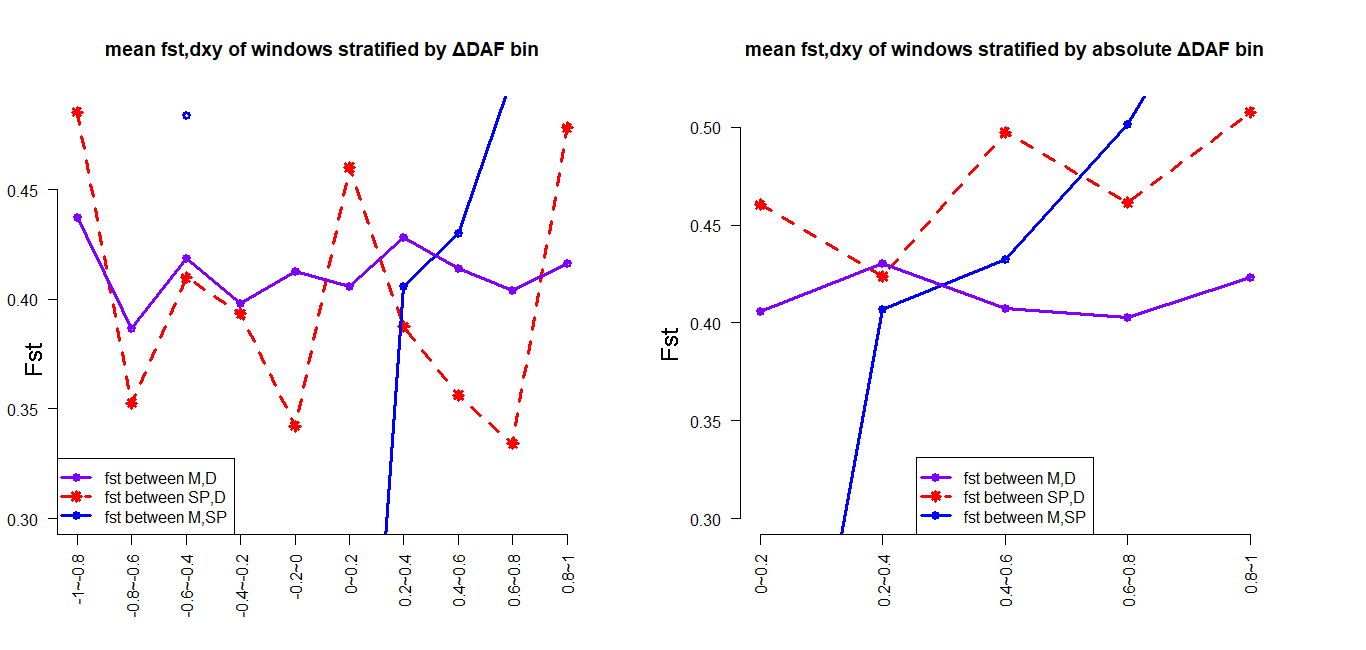 mean fst,dxy of windows stratified by ΔDAF bin
Fst
0.45
0.40
0.35
0.30
fst between M,D
fst between SP,D
fst between M,SP
-1~-0.8
-0.8~-0.6
-0.6~-0.4
-0.4~-0.2
-0.2~0
0~0.2
0.2~0.4
0.4~0.6
0.6~0.8
0.8~1
mean fst,dxy of windows stratified by absolute ΔDAF bin
Fst
0.50
0.45
0.40
0.35
0.30
fst between M,D
fst between SP,D
fst between M,SP
0~0.2
0.2~0.4
0.4~0.6
0.6~0.8
0.8~1